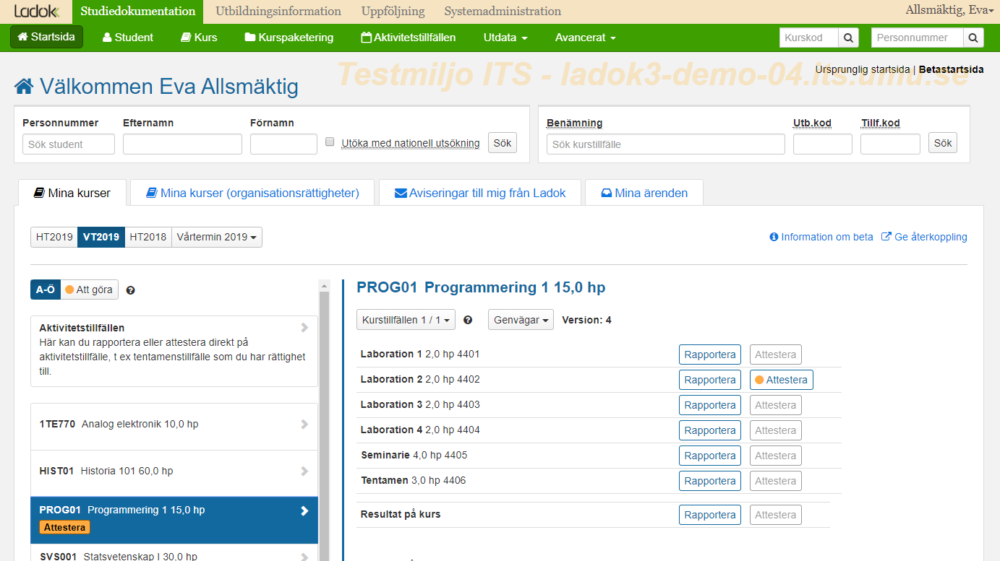 Ladok
Studiedokumentation Utbildningsinformation Uppföljning Systemadministration Allsmäktig, Eva
Startsida Student Kurs Kurspaketering Aktivitetstillfällen Utdata Avancerat Kurskod Personnummer
Testmiljo ITS - ladok3-demo-04.its.umu.se
Ursprunglig startsida | Betastartsida
Välkommen Eva Allsmäktig
Personnummer Efternamn Förnamn
Sök student Utöka med nationell utsökning Sök
Benämning Utb.kod Tillf.kod
Sök kurstillfälle Sök
Mina kurser Mina kurser (organisationsrättigheter) Aviseringar till mig från Ladok Mina ärenden
HT2019 VT2019 HT2018 Vårtermin 2019 Information om beta Ge återkoppling
A-Ö Att göra
Aktivitetstillfällen
Här kan du rapportera eller attestera direkt på
aktivitetstillfälle, t ex tentamenstillfälle som du har rättighet
till.
1TE770 Analog elektronik 10,0 hp
HIST01 Historia 101 60,0 hp
PROG01 Programmering 1 15,0 hp
Attestera
SVS001 Statsvetenskap I 30,0 hp
PROG01 Programmering 1 15,0 hp
Kurstillfällen 1 / 1 Genvägar Version: 4
Laboration 1 2,0 hp 4401 Rapportera Attestera
Laboration 2 2,0 hp 4402 Rapportera Attestera
Laboration 3 2,0 hp 4403 Rapportera Attestera
Laboration 4 2,0 hp 4404 Rapportera Attestera
Seminarie 4,0 hp 4405 Rapportera Attestera
Tentamen 3,0 hp 4406 Rapportera Attestera
Resultat på kurs Rapportera Attestera